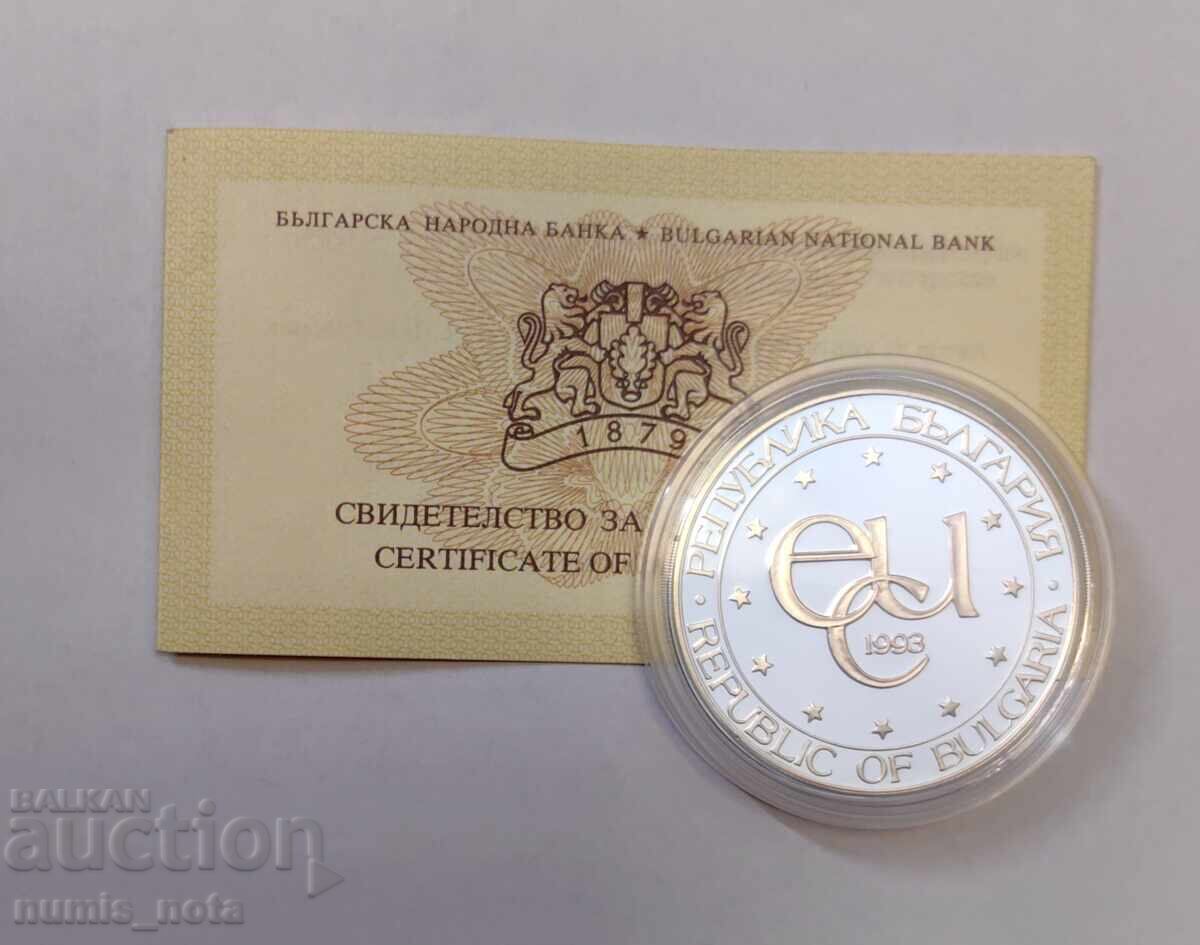 БЪЛГАРСКА НАРОДНА БАНКА ★ BULGARIAN NATIONAL BANK
1879
СВИДЕТЕЛСТВО ЗА
CERTIFICATE OF
· РЕПУБЛИКА БЪЛГАРИЯ ·
ecu
1993
REPUBLIC OF BULGARIA
BALKAN
auction
numis_nota